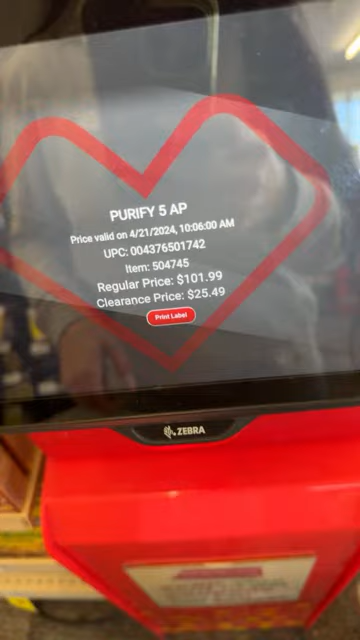 PURIFY 5 AP
Price valid on 4/21/2024, 10:06:00 AM
UPC: 004376501742
Item: 504745
Regular Price: $101.99
Clearance Price: $25.49
Print Label
ZEBRA